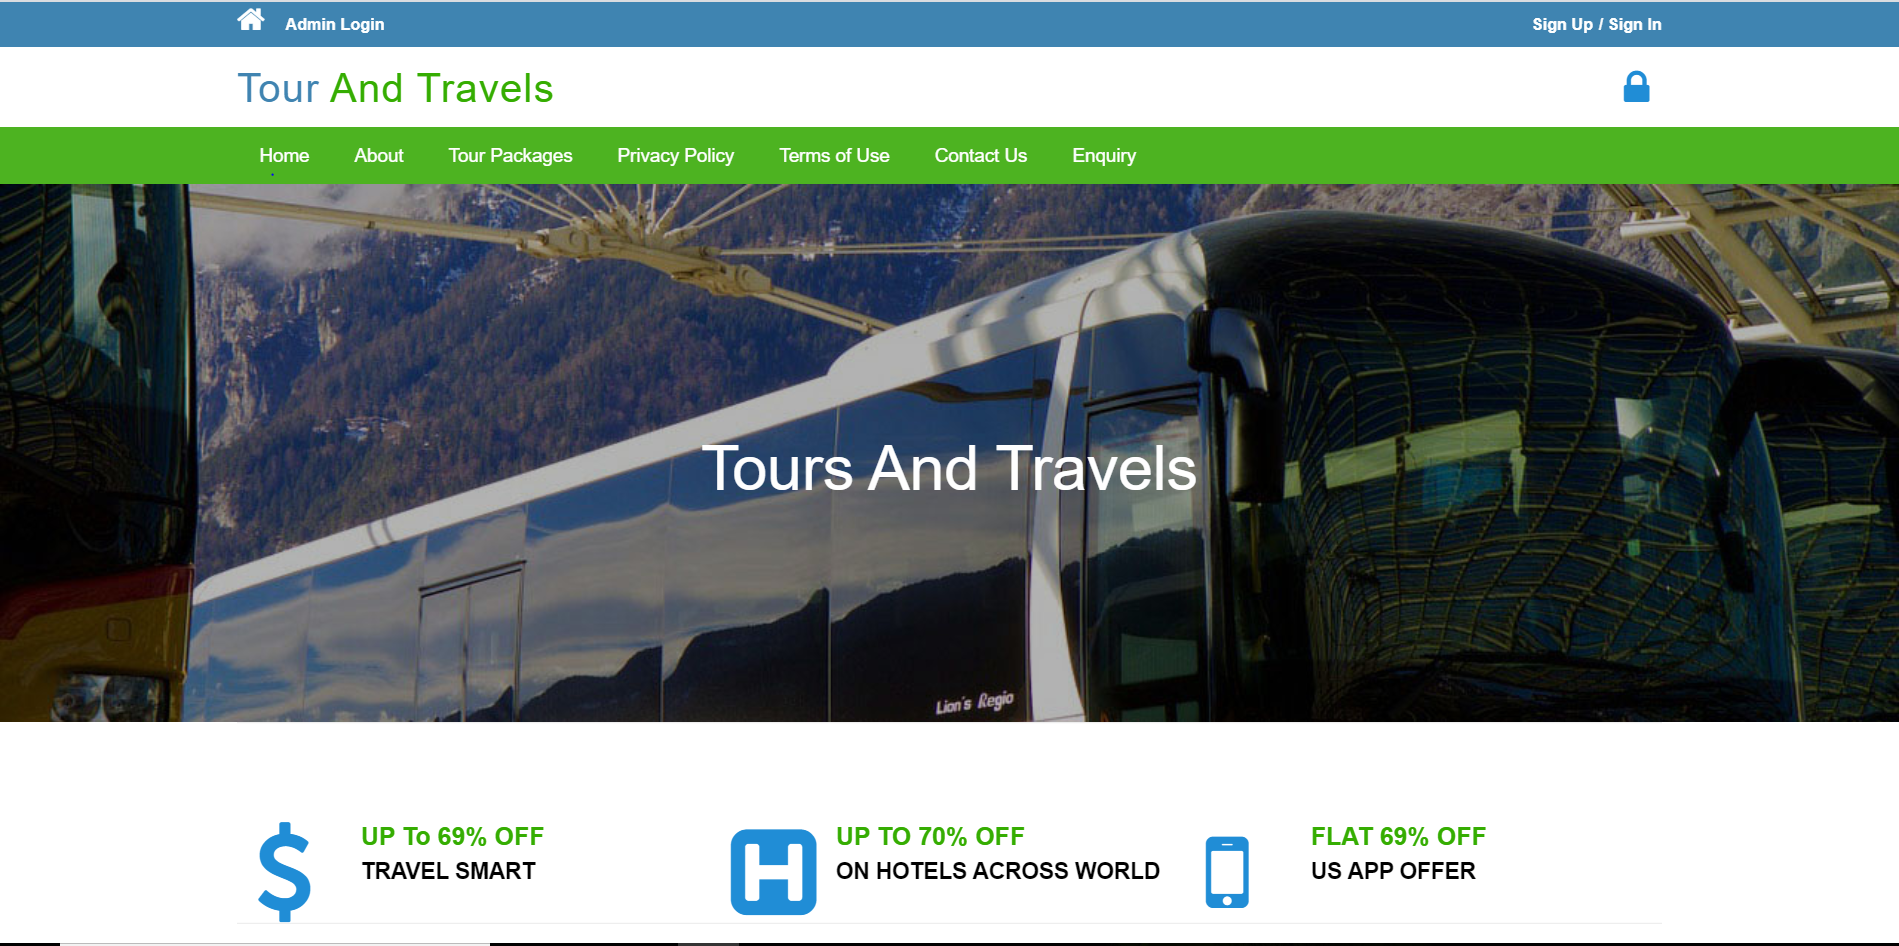 Admin Login
Sign Up / Sign In
Tour And Travels
Home About Tour Packages Privacy Policy Terms of Use Contact Us Enquiry
Tours And Travels
Lion's Regio
UP To 69% OFF
TRAVEL SMART
UP TO 70% OFF
ON HOTELS ACROSS WORLD
FLAT 69% OFF
US APP OFFER